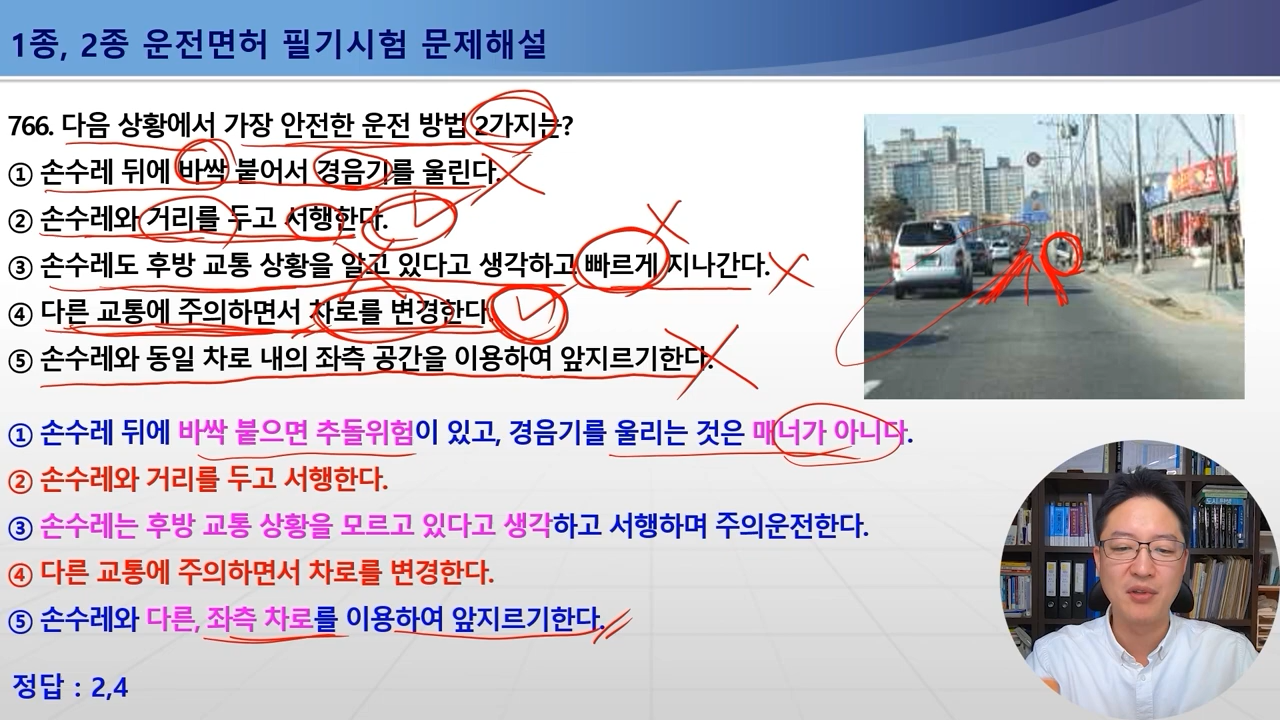 1종, 2종 운전면허 필기시험 문제해설
766. 다음 상황에서 가장 안전한 운전 방법 2가지는?
① 손수레 뒤에 바싹 붙어서 경음기를 울린다.
② 손수레와 거리를 두고 서행한다.
③ 손수레도 후방 교통 상황을 알고 있다고 생각하고 빠르게 지나간다.
④ 다른 교통에 주의하면서 차로를 변경한다.
⑤ 손수레와 동일 차로 내의 좌측 공간을 이용하여 앞지르기한다.
① 손수레 뒤에 바싹 붙으면 추돌위험이 있고, 경음기를 울리는 것은 매너가 아니다.
② 손수레와 거리를 두고 서행한다.
③ 손수레는 후방 교통 상황을 모르고 있다고 생각하고 서행하며 주의운전한다.
④ 다른 교통에 주의하면서 차로를 변경한다.
⑤ 손수레와 다른, 좌측 차로를 이용하여 앞지르기한다.
정답 : 2,4